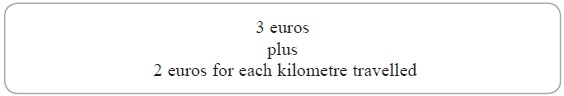 3 euros
plus
2 euros for each kilometre travelled